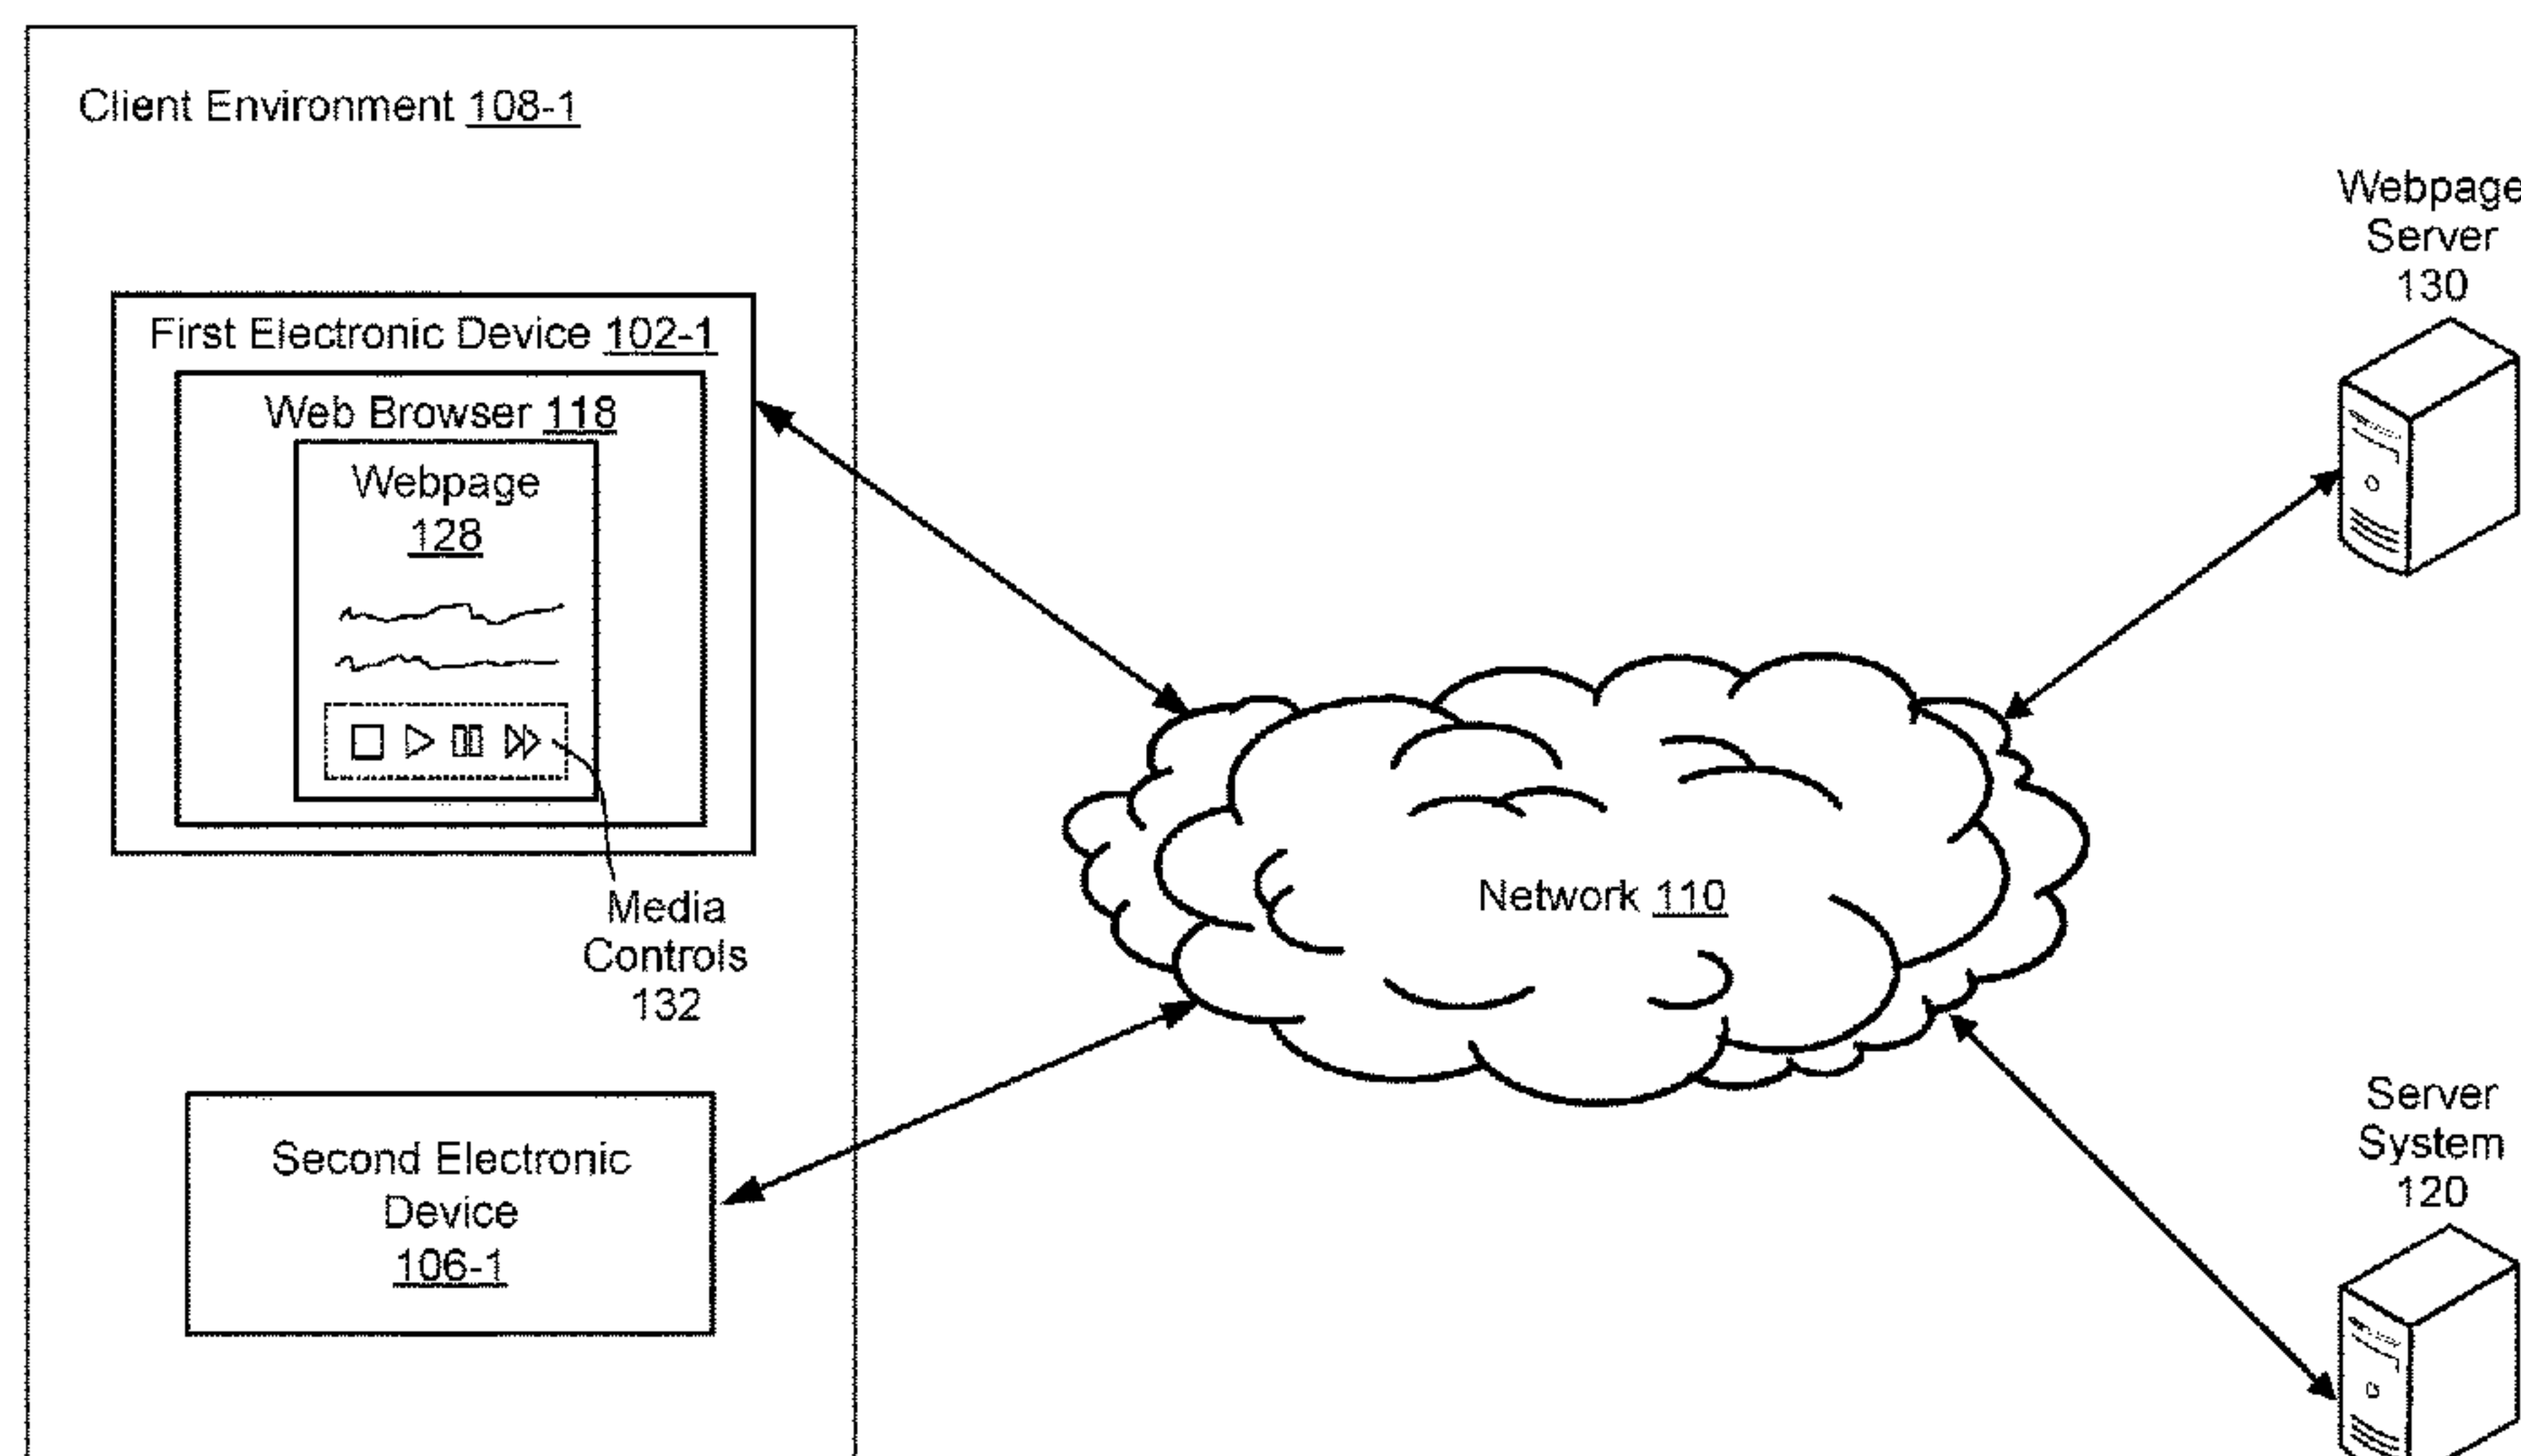 Client Environment 108-1
First Electronic Device 102-1
Web Browser 118
Webpage
128
Media
Controls
132
Second Electronic
Device
106-1
Network 110
Webpage
Server
130
Server
System
120